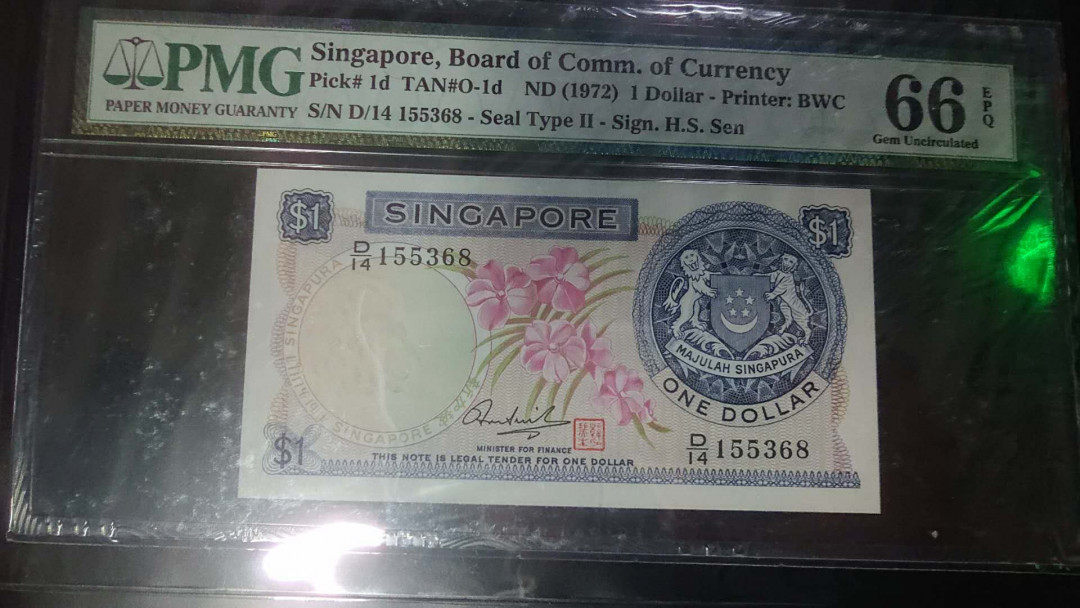 PMG
PAPER MONEY GUARANTY
Singapore, Board of Comm. of Currency
Pick# 1d TAN#O-1d ND (1972) 1 Dollar - Printer: BWC
S/N D/14 155368 - Seal Type II - Sign. H.S. Sen
66
EPQ
Gem Uncirculated
$1
SINGAPORE
$1
D/14 155368
SINGAPURA
MAJULAH SINGAPURA
ONE DOLLAR
SINGAPORE
$1
MINISTER FOR FINANCE
THIS NOTE IS LEGAL TENDER FOR ONE DOLLAR
D/14 155368